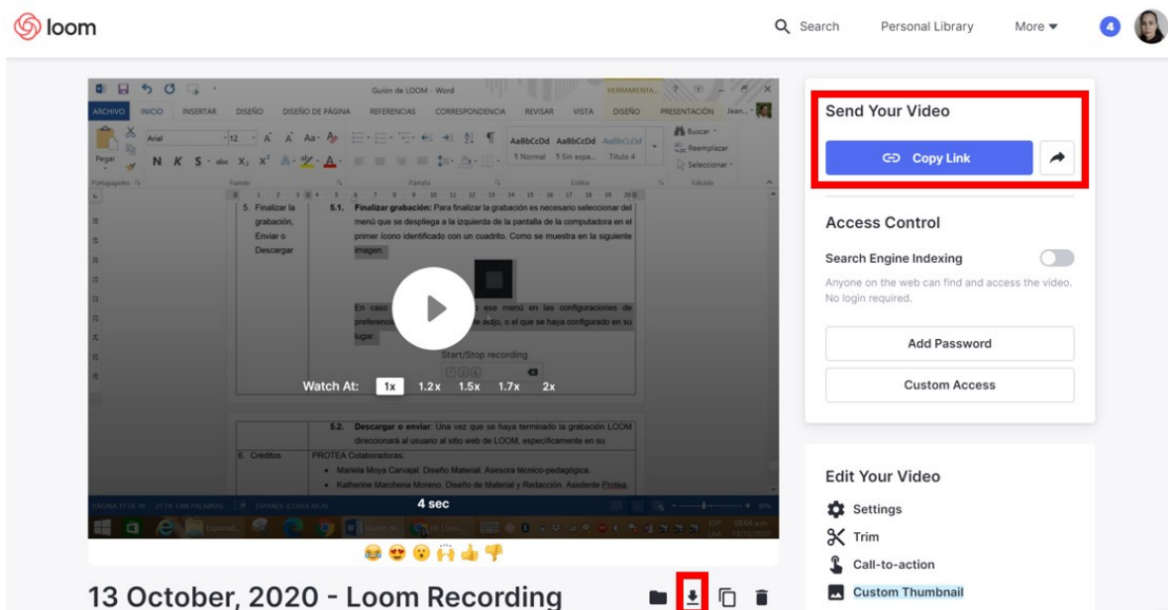 loom
Search Personal Library More 4
Guión de LOOM - Word HERRAMIENTA...
ARCHIVO INICIO INSERTAR DISEÑO DISEÑO DE PÁGINA REFERENCIAS CORRESPONDENCIA REVISAR VISTA DISEÑO PRESENTACIÓN Jean...
Pegar
Arial 12
N K S
AaBbCcDd AaBbCcDd AaBbCcDd
1 Normal 1 Sin espa... Título 4
Buscar
Reemplazar
Seleccionar
Portapapeles Fuente Párrafo Estilos Edición
5. Finalizar la
grabación,
Enviar o
Descargar
5.1. Finalizar grabación: Para finalizar la grabación es necesario seleccionar del
menú que se despliega a la izquierda de la pantalla de la computadora en el
primer ícono identificado con un cuadrito. Como se muestra en la siguiente
imagen.
En caso ese menú en las configuraciones de
o el que se haya configurado en su
lugar.
Start/Stop recording
Watch At: 1x 1.2x 1.5x 1.7x 2x
5.2. Descargar o enviar: Una vez que se haya terminado la grabación LOOM
direccionará al usuario al sitio web de LOOM, específicamente en su
6. Créditos PROTEA Colaboradoras:
Mariela Moya Carvajal. Diseño Material. Asesora técnico-pedagógica.
Katherine Marchena Moreno. Diseño de Material y Redacción. Asistente Protea.
4 sec
13 October, 2020 - Loom Recording
Send Your Video
Copy Link
Access Control
Search Engine Indexing
Anyone on the web can find and access the video.
No login required.
Add Password
Custom Access
Edit Your Video
Settings
Trim
Call-to-action
Custom Thumbnail